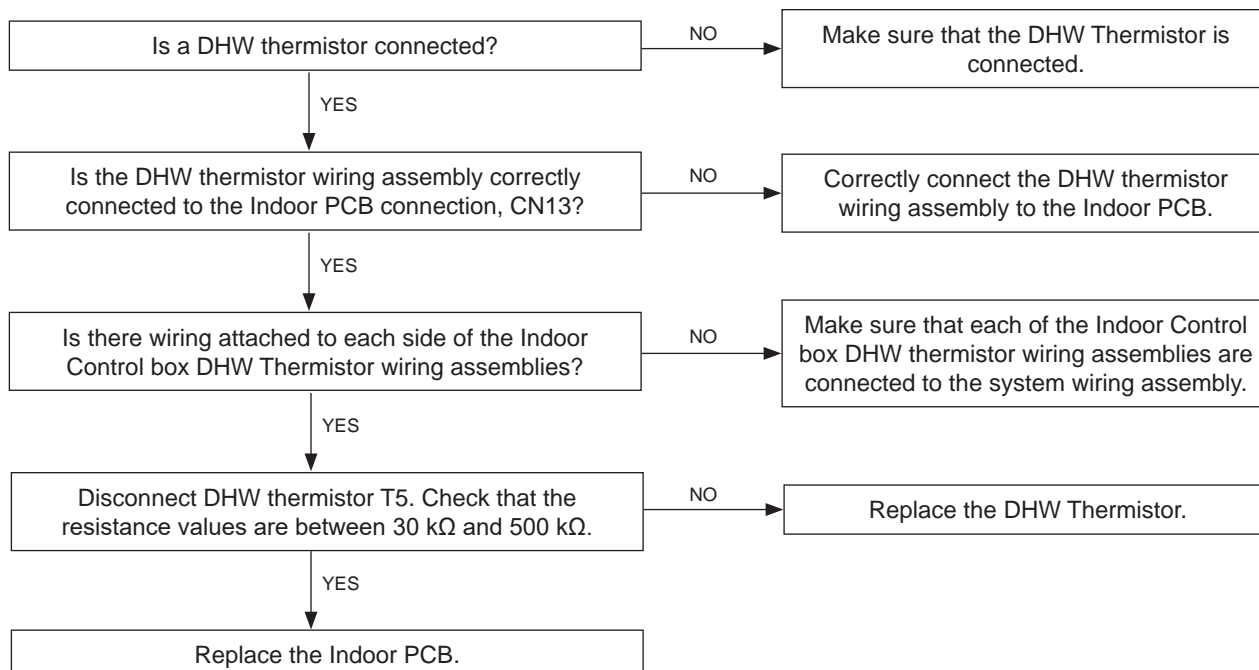 Is a DHW thermistor connected?
NO
Make sure that the DHW Thermistor is
connected.
YES
Is the DHW thermistor wiring assembly correctly
connected to the Indoor PCB connection, CN13?
NO
Correctly connect the DHW thermistor
wiring assembly to the Indoor PCB.
YES
Is there wiring attached to each side of the Indoor
Control box DHW Thermistor wiring assemblies?
NO
Make sure that each of the Indoor Control
box DHW thermistor wiring assemblies are
connected to the system wiring assembly.
YES
Disconnect DHW thermistor T5. Check that the
resistance values are between 30 kΩ and 500 kΩ.
NO
Replace the DHW Thermistor.
YES
Replace the Indoor PCB.